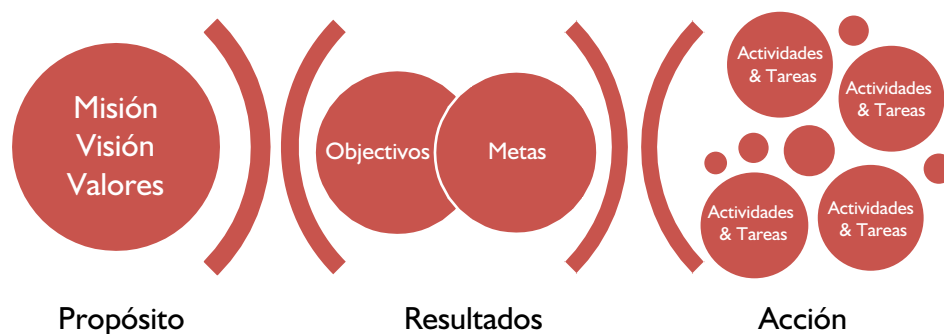 Misión
Visión
Valores
Objectivos
Metas
Actividades
& Tareas
Actividades
& Tareas
Actividades
& Tareas
Actividades
& Tareas
Propósito
Resultados
Acción